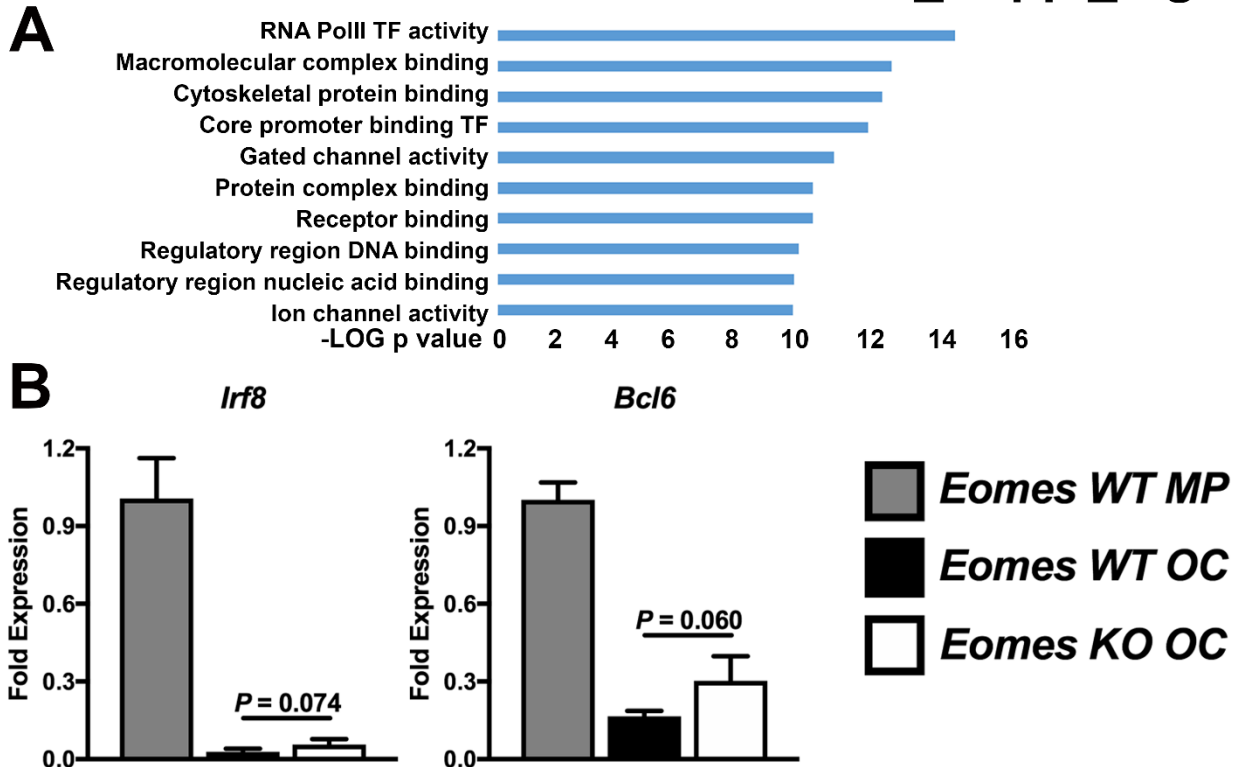 A
RNA PolII TF activity
Macromolecular complex binding
Cytoskeletal protein binding
Core promoter binding TF
Gated channel activity
Protein complex binding
Receptor binding
Regulatory region DNA binding
Regulatory region nucleic acid binding
Ion channel activity
-LOG p value 0 2 4 6 8 10 12 14 16
B
Irf8
Fold Expression
1.2
0.9
0.6
0.3
0.0
P = 0.074
Bcl6
Fold Expression
1.2
0.9
0.6
0.3
0.0
P = 0.060
Eomes WT MP
Eomes WT OC
Eomes KO OC